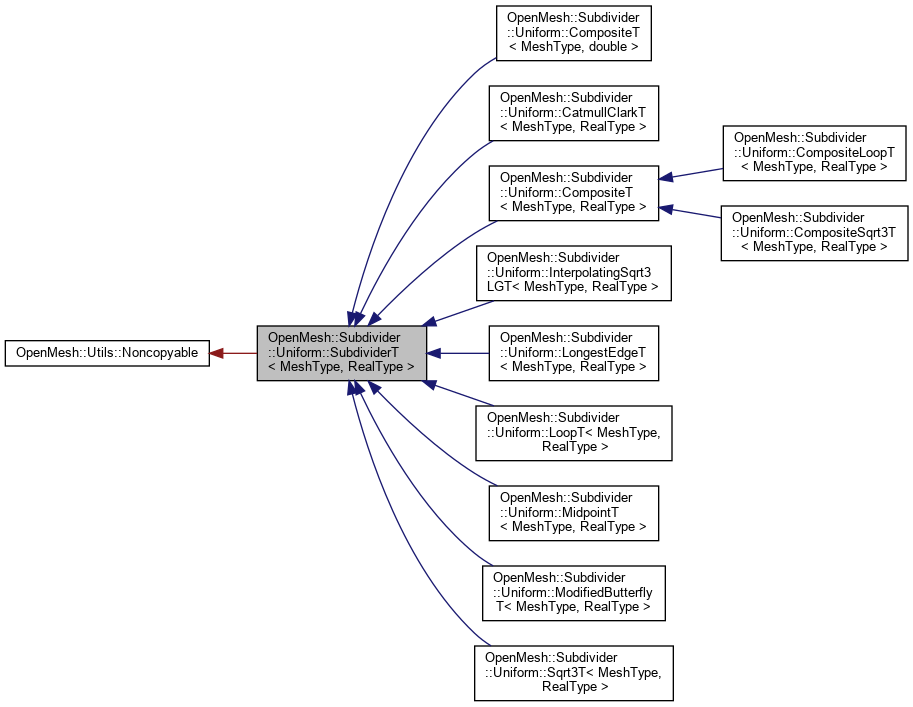 OpenMesh::Subdivider
::Uniform::CompositeT
< MeshType, double >
OpenMesh::Subdivider
::Uniform::CatmullClarkT
< MeshType, RealType >
OpenMesh::Subdivider
::Uniform::CompositeT
< MeshType, RealType >
OpenMesh::Subdivider
::Uniform::CompositeLoopT
< MeshType, RealType >
OpenMesh::Subdivider
::Uniform::CompositeSqrt3T
< MeshType, RealType >
OpenMesh::Subdivider
::Uniform::InterpolatingSqrt3
LGT< MeshType, RealType >
OpenMesh::Utils::Noncopyable
OpenMesh::Subdivider
::Uniform::SubdividerT
< MeshType, RealType >
OpenMesh::Subdivider
::Uniform::LongestEdgeT
< MeshType, RealType >
OpenMesh::Subdivider
::Uniform::LoopT< MeshType,
RealType >
OpenMesh::Subdivider
::Uniform::MidpointT
< MeshType, RealType >
OpenMesh::Subdivider
::Uniform::ModifiedButterfly
T< MeshType, RealType >
OpenMesh::Subdivider
::Uniform::Sqrt3T< MeshType,
RealType >